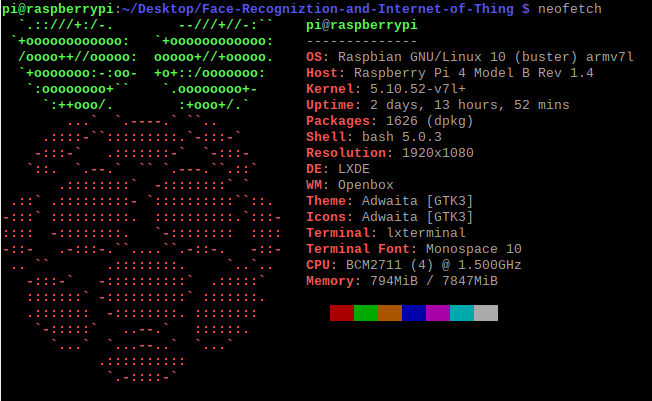 pi@raspberrypi:~/Desktop/Face-Recogniztion-and-Internet-of-Thing $ neofetch
pi@raspberrypi
--------------
OS: Raspbian GNU/Linux 10 (buster) armv7l
Host: Raspberry Pi 4 Model B Rev 1.4
Kernel: 5.10.52-v7l+
Uptime: 2 days, 13 hours, 52 mins
Packages: 1626 (dpkg)
Shell: bash 5.0.3
Resolution: 1920x1080
DE: LXDE
WM: Openbox
Theme: Adwaita [GTK3]
Icons: Adwaita [GTK3]
Terminal: lxterminal
Terminal Font: Monospace 10
CPU: BCM2711 (4) @ 1.500GHz
Memory: 794MiB / 7847MiB